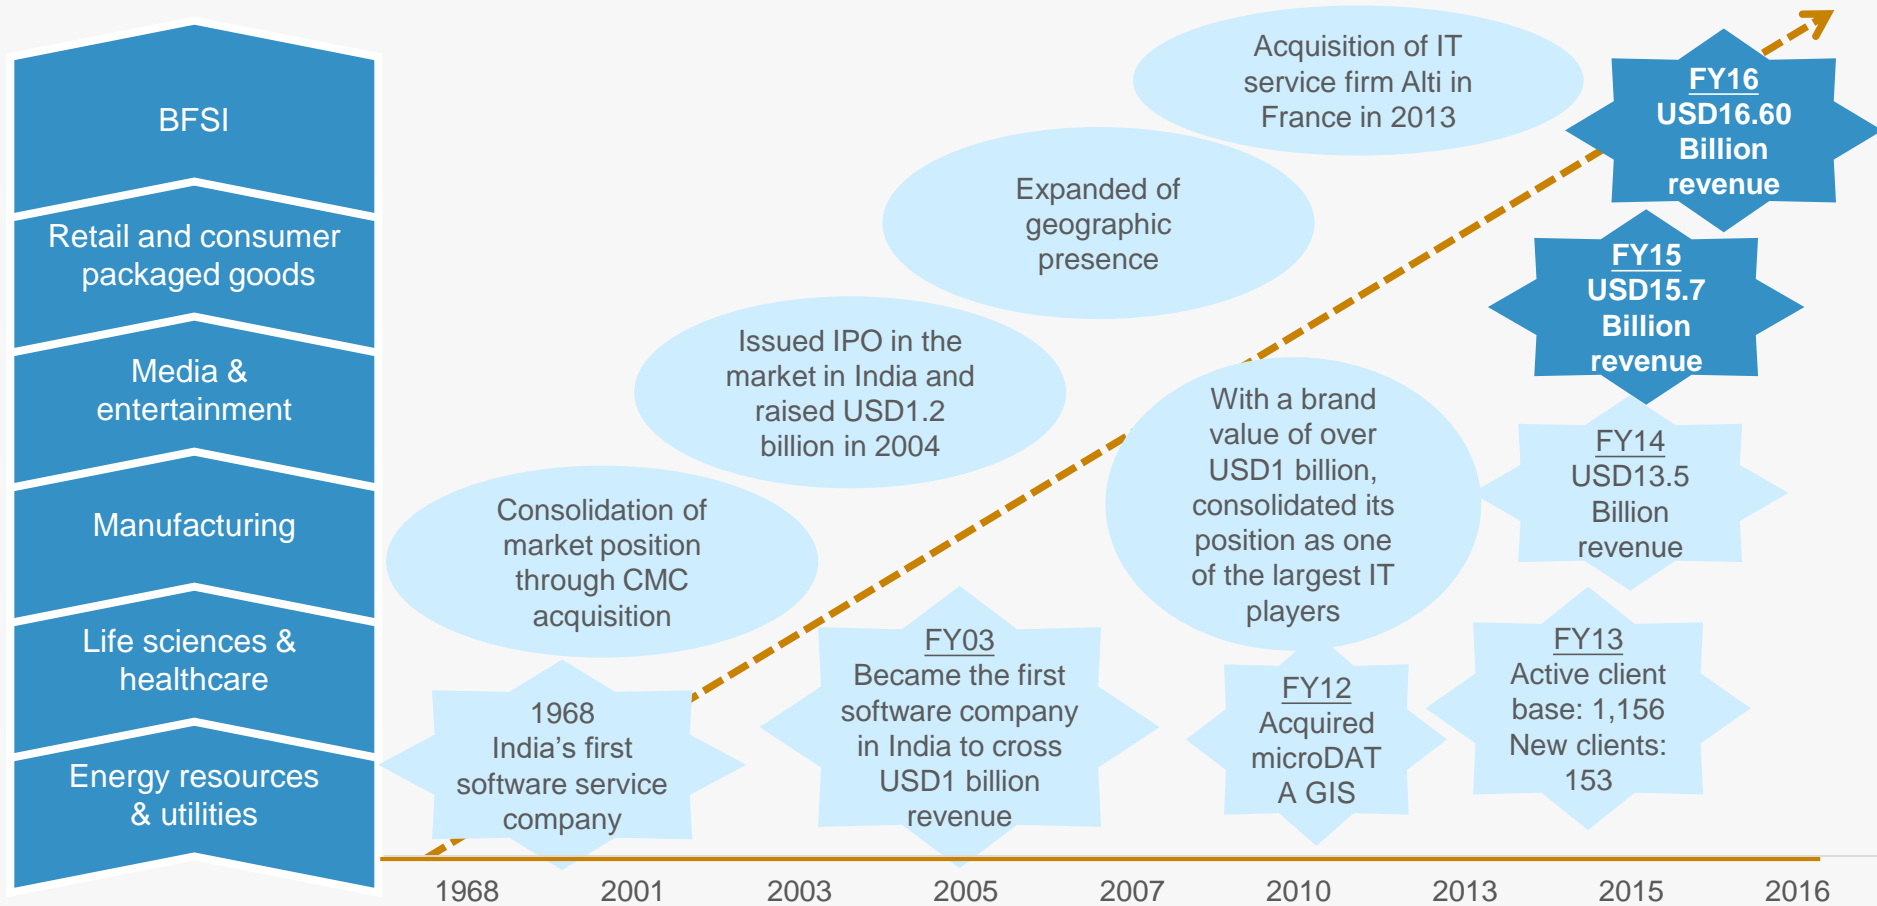 BFSI
Retail and consumer
packaged goods
Media &
entertainment
Manufacturing
Life sciences &
healthcare
Energy resources
& utilities
Acquisition of IT
service firm Alti in
France in 2013
Expanded of
geographic
presence
Issued IPO in the
market in India and
raised USD1.2
billion in 2004
Consolidation of
market position
through CMC
acquisition
With a brand
value of over
USD1 billion,
consolidated its
position as one
of the largest IT
players
FY16
USD16.60
Billion
revenue
FY15
USD15.7
Billion
revenue
FY14
USD13.5
Billion
revenue
1968
India’s first
software service
company
FY03
Became the first
software company
in India to cross
USD1 billion
revenue
FY12
Acquired
microDAT
A GIS
FY13
Active client
base: 1,156
New clients:
153
1968 2001 2003 2005 2007 2010 2013 2015 2016